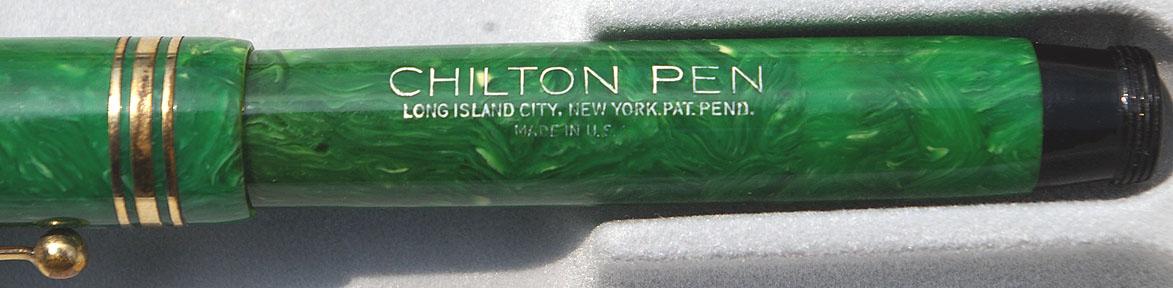 CHILTON PEN
LONG ISLAND CITY, NEW YORK.PAT.PEND.
MADE IN U.S.